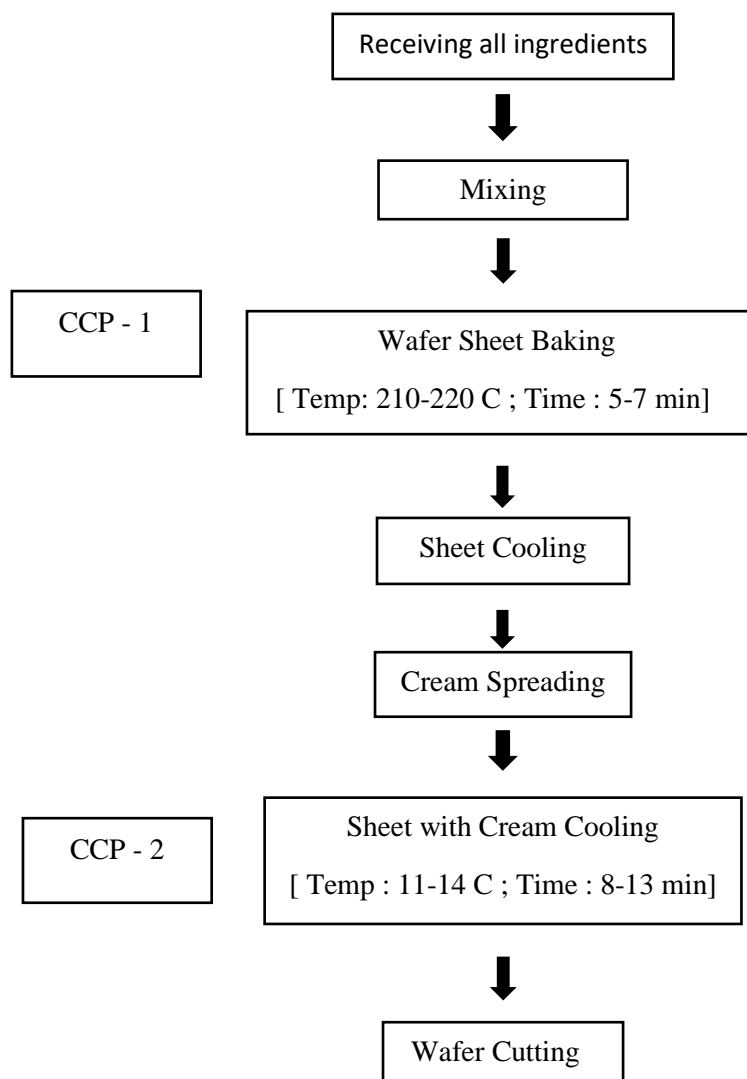 Receiving all ingredients
Mixing
CCP - 1
Wafer Sheet Baking
[ Temp: 210-220 C ; Time : 5-7 min]
Sheet Cooling
Cream Spreading
CCP - 2
Sheet with Cream Cooling
[ Temp : 11-14 C ; Time : 8-13 min]
Wafer Cutting